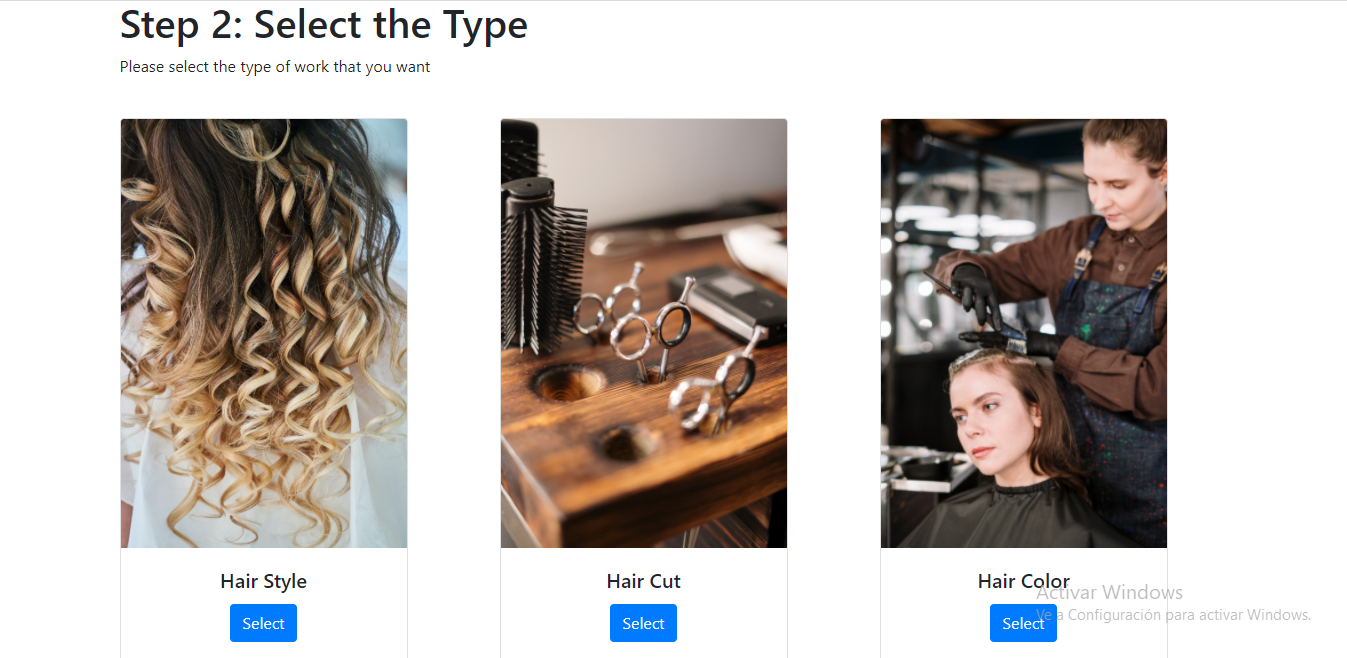 Step 2: Select the Type
Please select the type of work that you want
Hair Style
Hair Cut
Hair Color
Select
Select
Select
Activar Windows
Ve a Configuración para activar Windows.